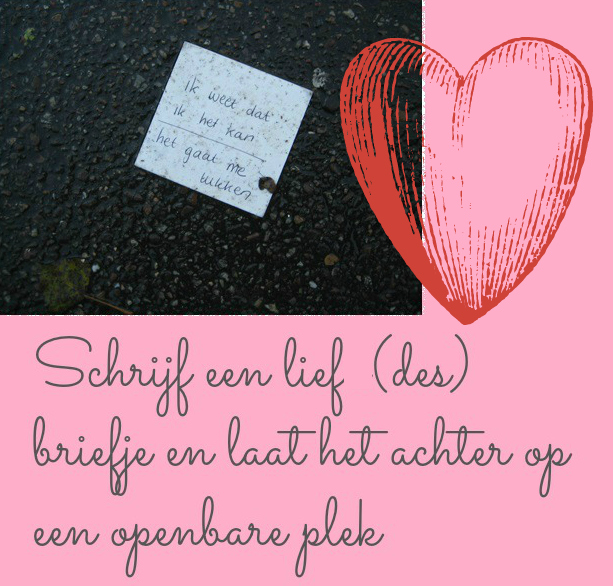 Ik weet dat
ik het kan
het gaat me
lukken
Schrijf een lief (des)
briefje en laat het achter op
een openbare plek